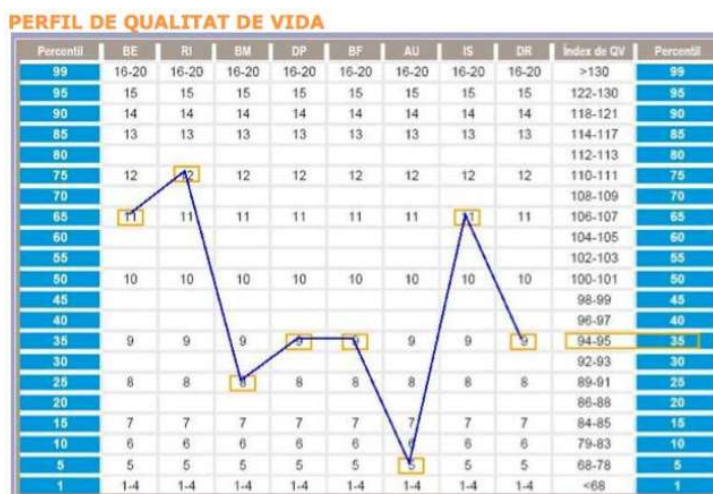 PERFIL DE QUALITAT DE VIDA
Percentil BE RI BM DP BF AU IS DR Índex de QV Percentil
99 16-20 16-20 16-20 16-20 16-20 16-20 16-20 16-20 >130 99
95 15 15 15 15 15 15 15 15 122-130 95
90 14 14 14 14 14 14 14 14 118-121 90
85 13 13 13 13 13 13 13 13 114-117 85
80 112-113 80
75 12 12 12 12 12 12 12 12 110-111 75
70 108-109 70
65 11 11 11 11 11 11 11 11 106-107 65
60 104-105 60
55 102-103 55
50 10 10 10 10 10 10 10 10 100-101 50
45 98-99 45
40 96-97 40
35 9 9 9 9 9 9 9 9 94-95 35
30 92-93 30
25 8 8 8 8 8 8 8 8 89-91 25
20 86-88 20
15 7 7 7 7 7 7 7 7 84-85 15
10 6 6 6 6 6 6 6 6 79-83 10
5 5 5 5 5 5 5 5 5 68-78 5
1 1-4 1-4 1-4 1-4 1-4 1-4 1-4 1-4 <68 1